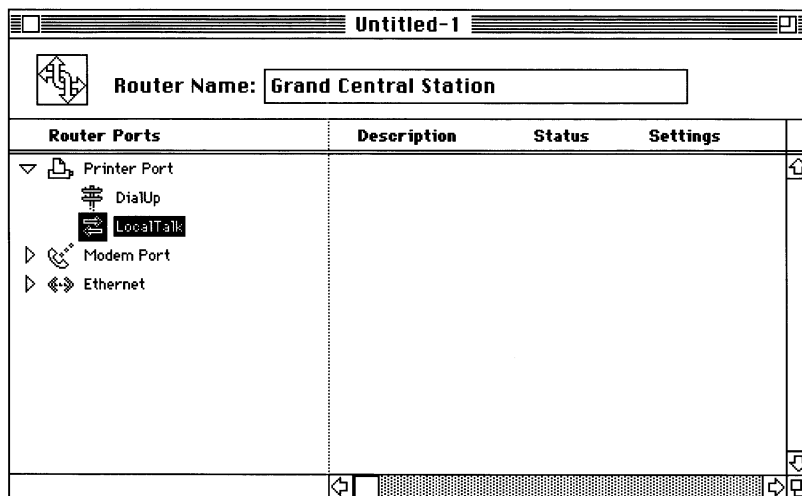 Untitled-1
Router Name: Grand Central Station
Router Ports Description Status Settings
Printer Port
DialUp
LocalTalk
Modem Port
Ethernet